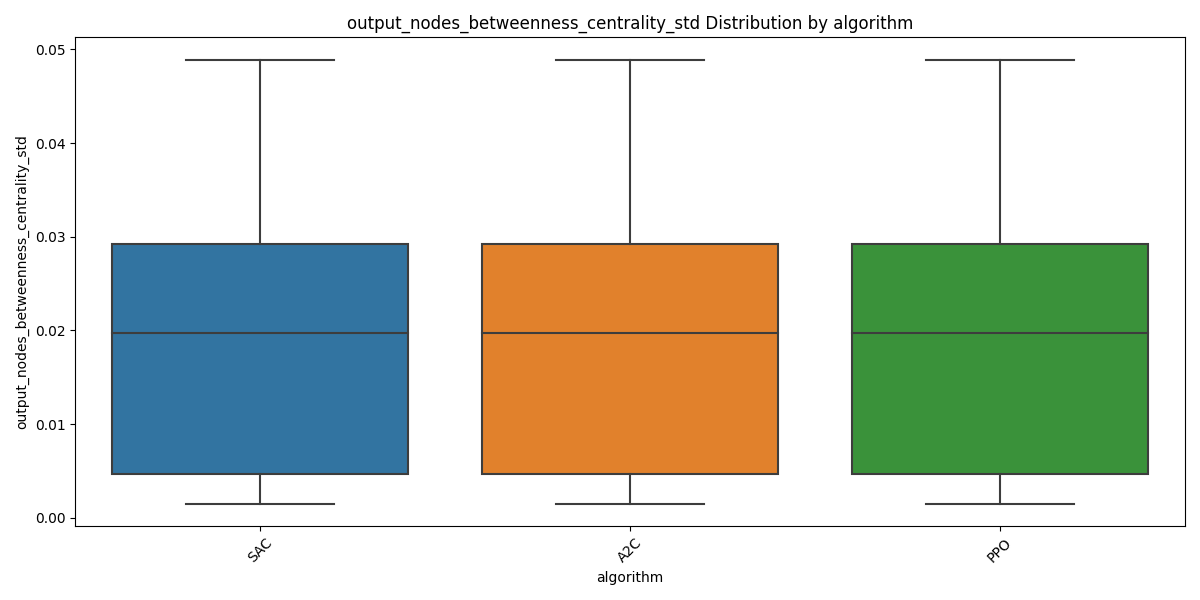 output_nodes_betweenness_centrality_std Distribution by algorithm
output_nodes_betweenness_centrality_std
0.05
0.04
0.03
0.02
0.01
0.00
SAC
A2C
PPO
algorithm